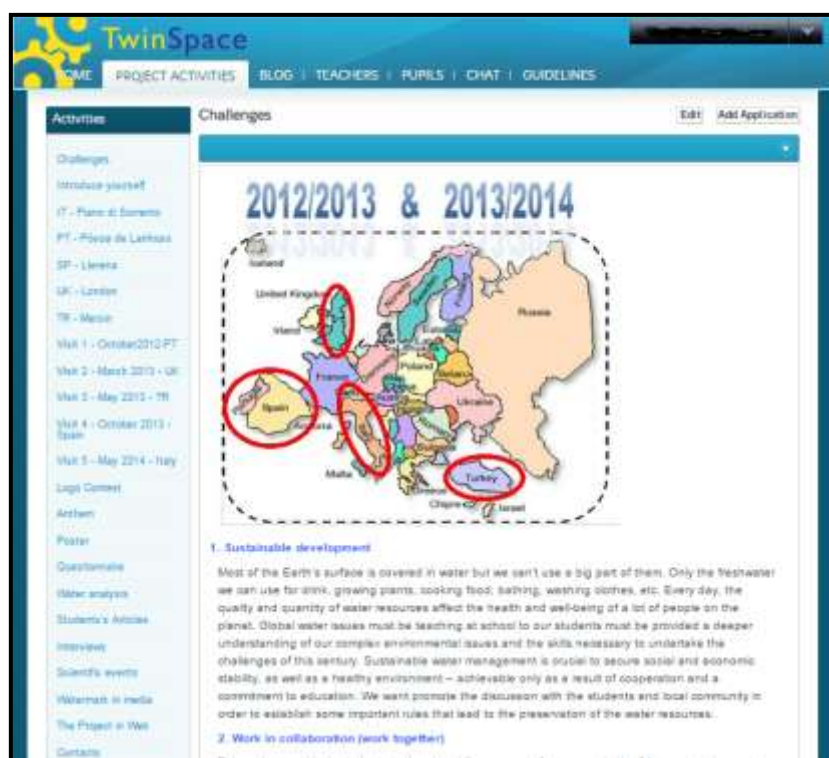 TwinSpace
HOME PROJECT ACTIVITIES BLOG | TEACHERS | PUPILS | CHAT | GUIDELINES
Activities
Challenges
Introduce yourself
IT - Piano di Sorrento
PT - Póvoa de Lanhoso
SP - Llerena
UK - London
TR - Mersin
Visit 1 - October2012-PT
Visit 2 - March 2013 - UK
Visit 3 - May 2013 - TR
Visit 4 - October 2013 -
Spain
Visit 5 - May 2014 - Italy
Logo Contest
Anthem
Poster
Questionnaire
Water analysis
Students's Articles
Interviews
Scientific events
Watermark in media
The Project in Web
Contacts
Challenges
Edit Add Application
2012/2013 & 2013/2014
Iceland
United Kingdom
Irland
Norway
Russia
Poland
Belarus
Ukraine
France
Spain
Andorra
Malta
Greece
Turkey
Chipre
Israel
1. Sustainable development
Most of the Earth's surface is covered in water but we can't use a big part of them. Only the freshwater
we can use for drink, growing plants, cooking food, bathing, washing clothes, etc. Every day, the
quality and quantity of water resources affect the health and well-being of a lot of people on the
planet. Global water issues must be teaching at school to our students must be provided a deeper
understanding of our complex environmental issues and the skills necessary to undertake the
challenges of this century. Sustainable water management is crucial to secure social and economic
stability, as well as a healthy environment – achievable only as a result of cooperation and a
commitment to education. We want promote the discussion with the students and local community in
order to establish some important rules that lead to the preservation of the water resources.
2. Work in collaboration (work together)